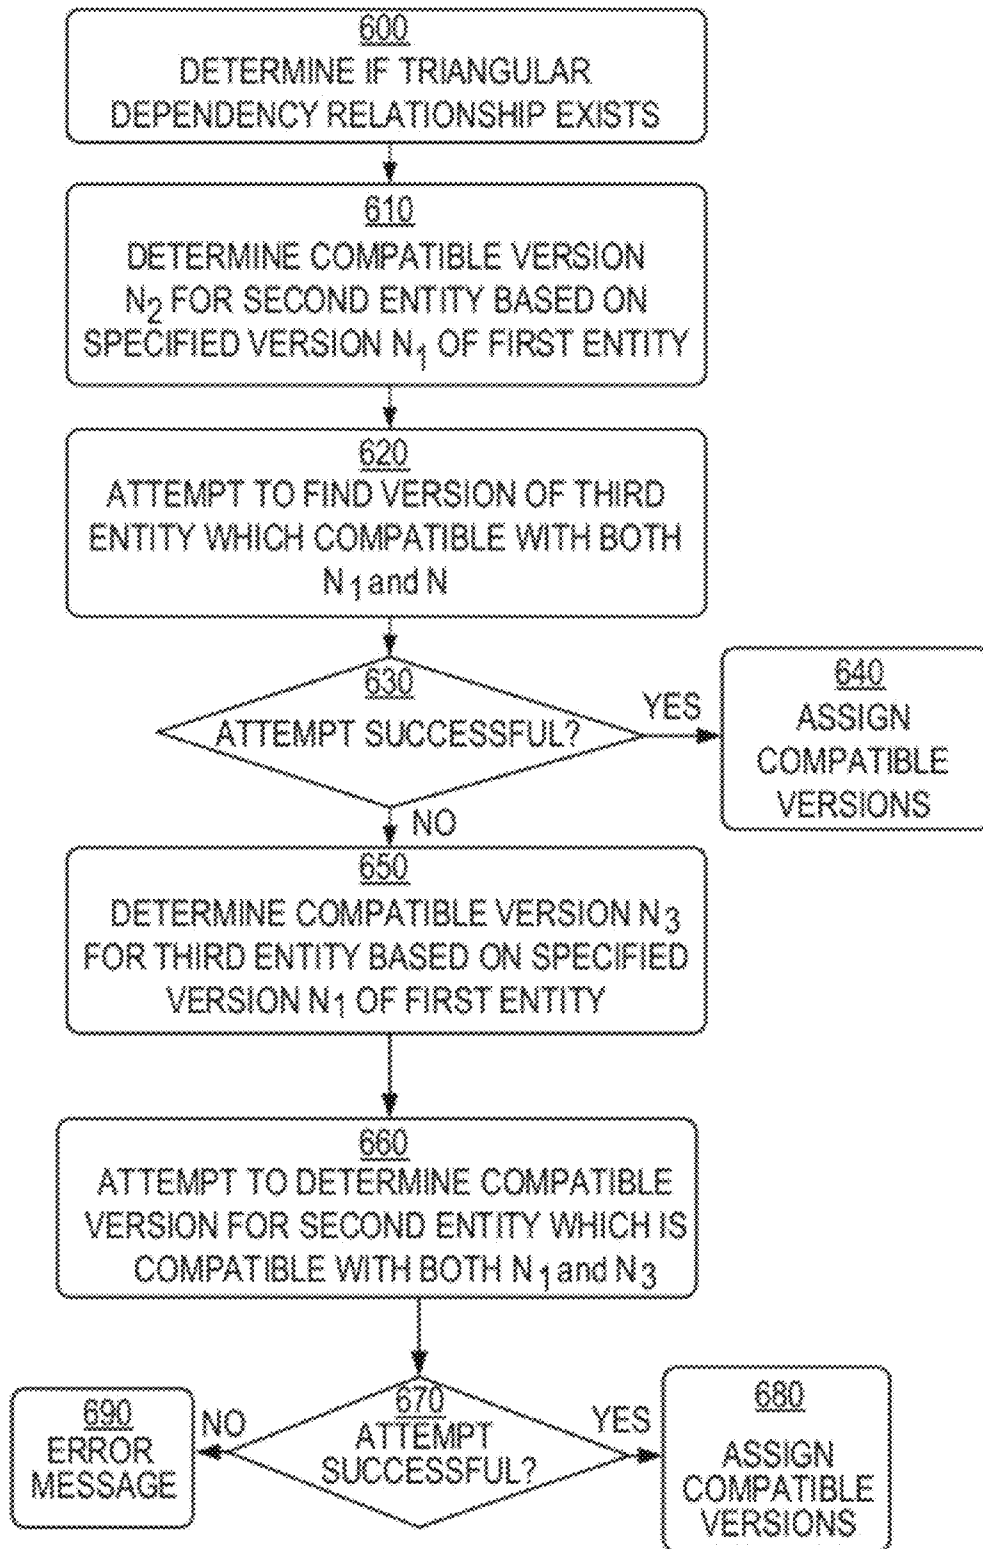 600
DETERMINE IF TRIANGULAR
DEPENDENCY RELATIONSHIP EXISTS
610
DETERMINE COMPATIBLE VERSION
N2 FOR SECOND ENTITY BASED ON
SPECIFIED VERSION N1 OF FIRST ENTITY
620
ATTEMPT TO FIND VERSION OF THIRD
ENTITY WHICH COMPATIBLE WITH BOTH
N1 and N
630
ATTEMPT SUCCESSFUL?
YES
640
ASSIGN
COMPATIBLE
VERSIONS
NO
650
DETERMINE COMPATIBLE VERSION N3
FOR THIRD ENTITY BASED ON SPECIFIED
VERSION N1 OF FIRST ENTITY
660
ATTEMPT TO DETERMINE COMPATIBLE
VERSION FOR SECOND ENTITY WHICH IS
COMPATIBLE WITH BOTH N1 and N3
670
ATTEMPT
SUCCESSFUL?
NO
690
ERROR
MESSAGE
YES
680
ASSIGN
COMPATIBLE
VERSIONS